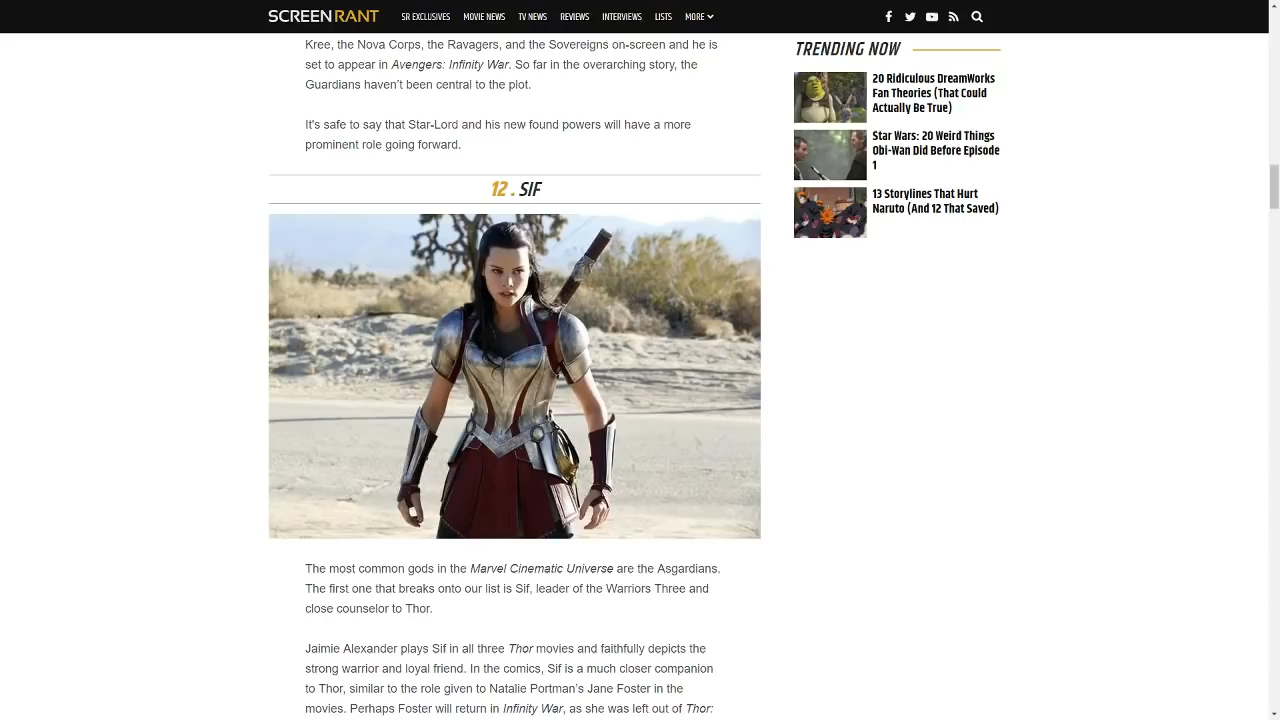 SCREENRANT SR EXCLUSIVES MOVIE NEWS TV NEWS REVIEWS INTERVIEWS LISTS MORE
Kree, the Nova Corps, the Ravagers, and the Sovereigns on-screen and he is
set to appear in Avengers: Infinity War. So far in the overarching story, the
Guardians haven’t been central to the plot.
It's safe to say that Star-Lord and his new found powers will have a more
prominent role going forward.
12 . SIF
The most common gods in the Marvel Cinematic Universe are the Asgardians.
The first one that breaks onto our list is Sif, leader of the Warriors Three and
close counselor to Thor.
Jaimie Alexander plays Sif in all three Thor movies and faithfully depicts the
strong warrior and loyal friend. In the comics, Sif is a much closer companion
to Thor, similar to the role given to Natalie Portman’s Jane Foster in the
movies. Perhaps Foster will return in Infinity War, as she was left out of Thor:
TRENDING NOW
20 Ridiculous DreamWorks
Fan Theories (That Could
Actually Be True)
Star Wars: 20 Weird Things
Obi-Wan Did Before Episode
1
13 Storylines That Hurt
Naruto (And 12 That Saved)